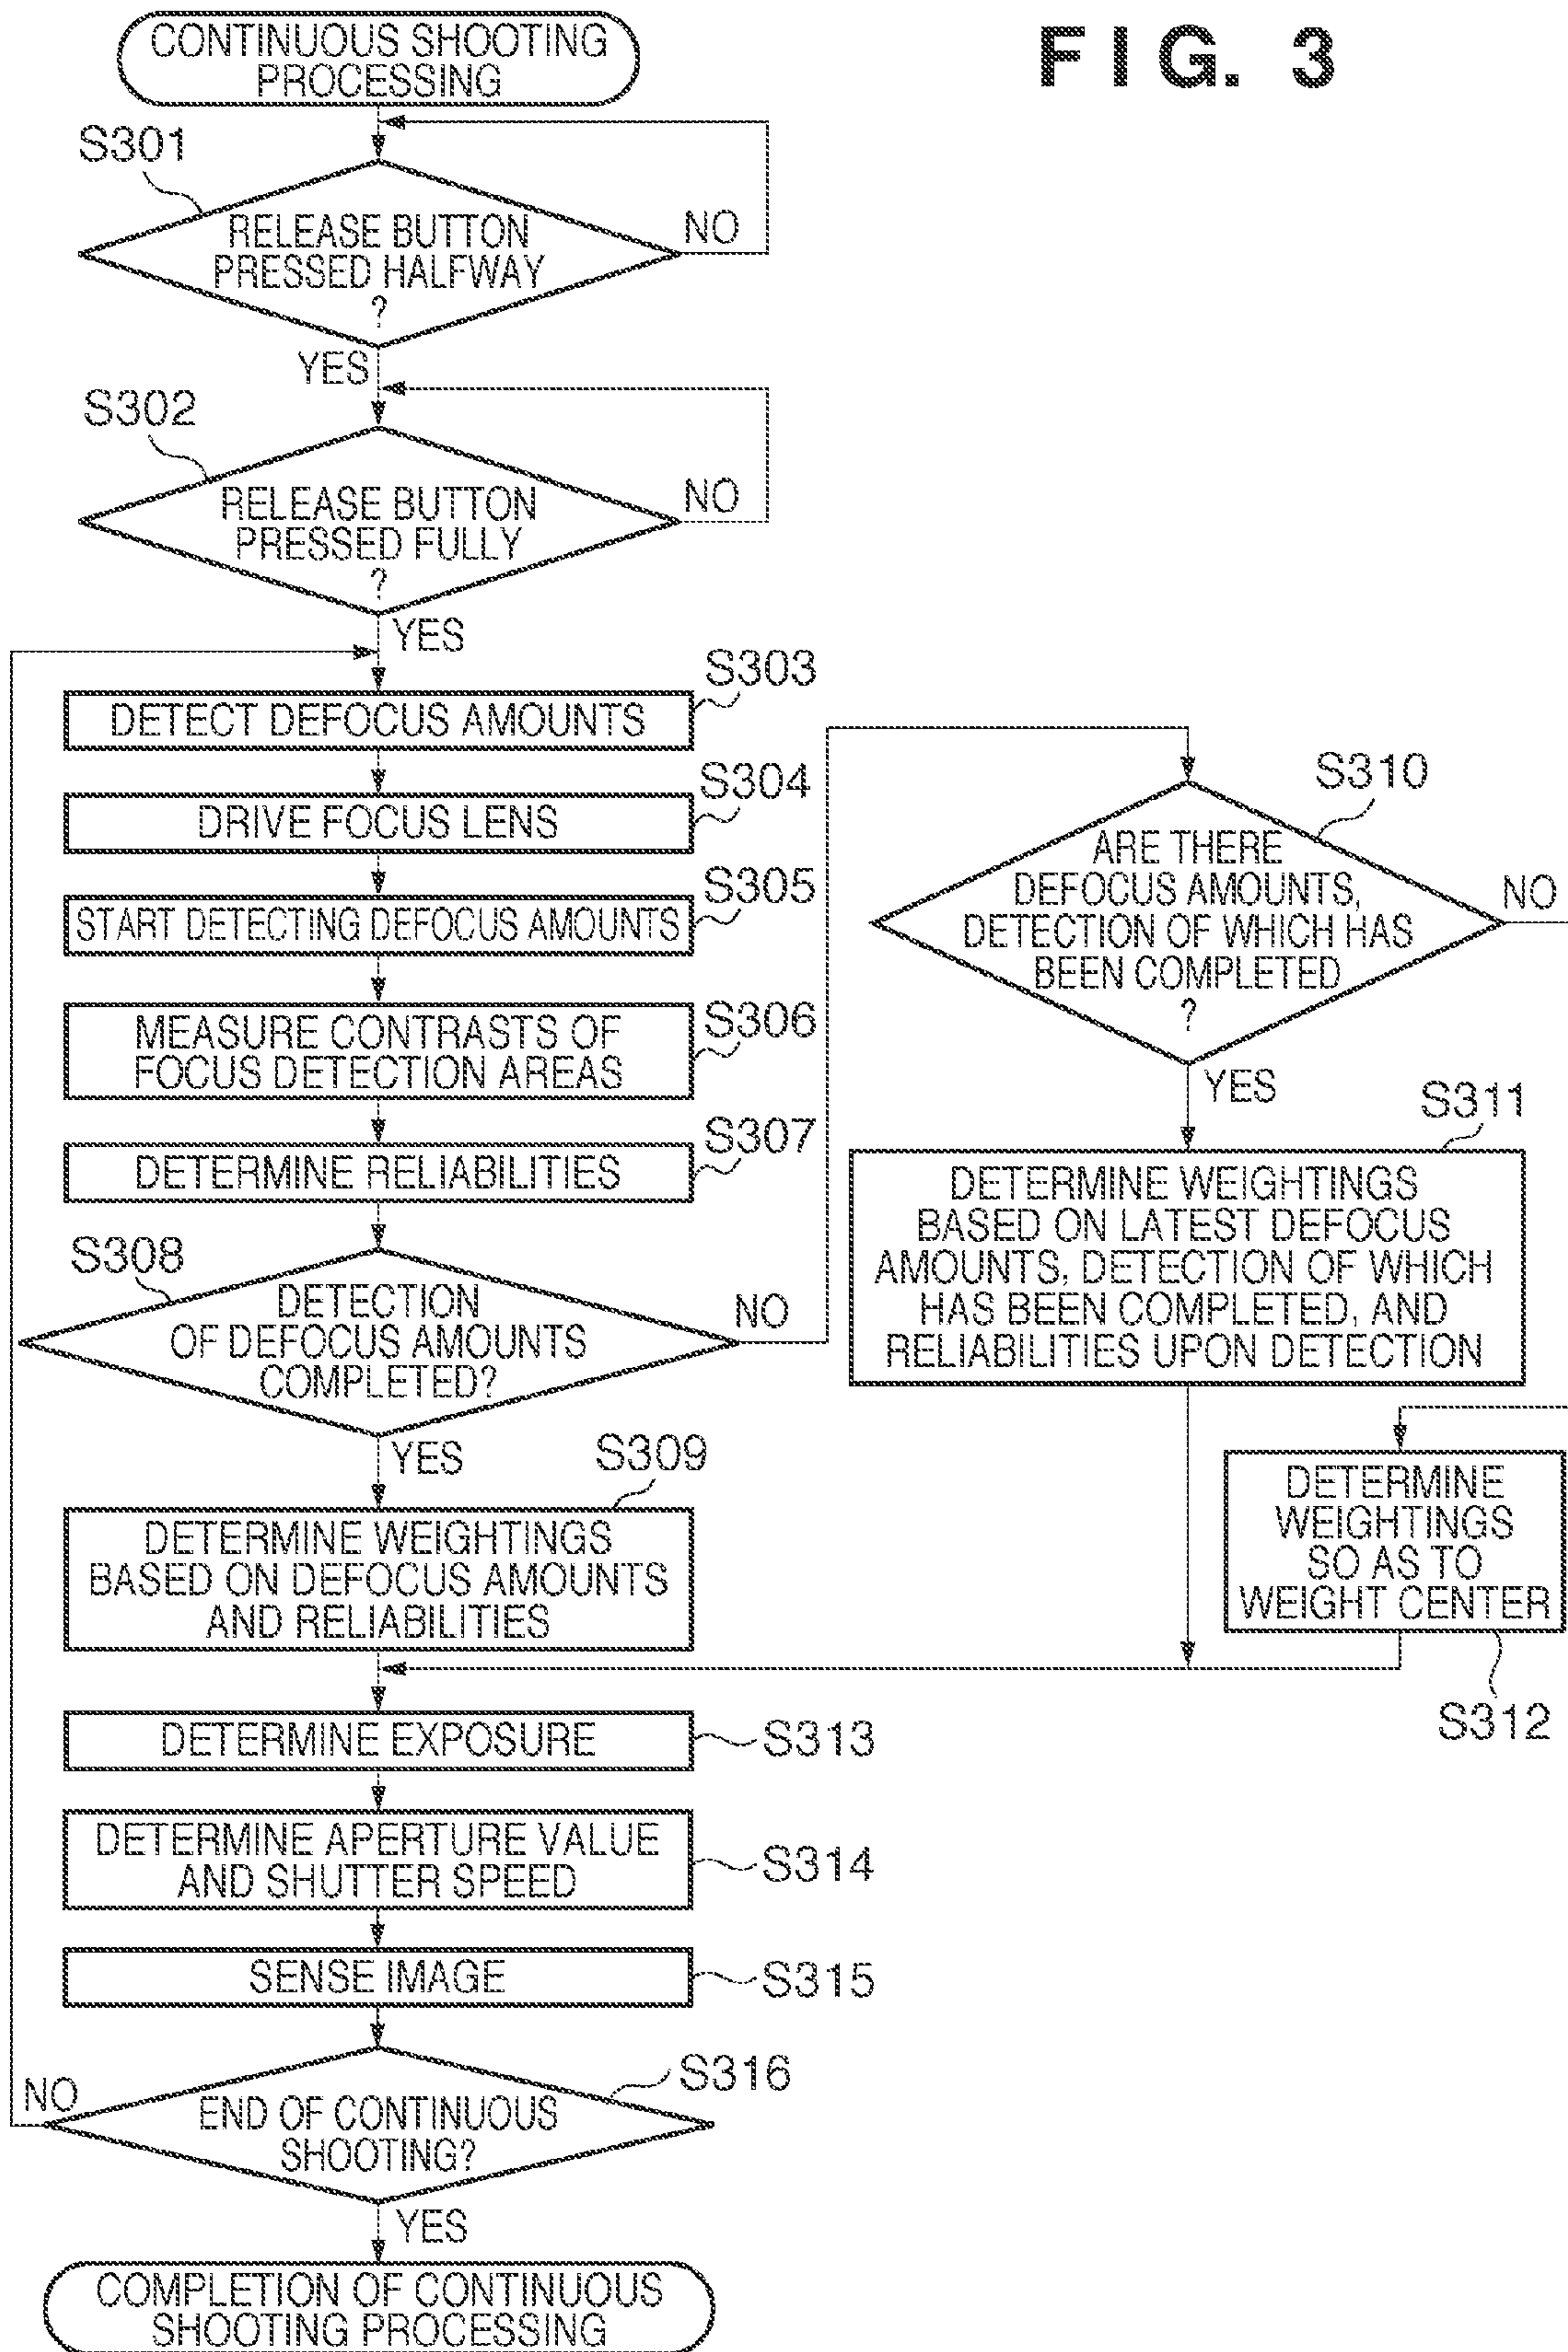 FIG. 3
CONTINUOUS SHOOTING
PROCESSING
S301
RELEASE BUTTON
PRESSED HALFWAY
?
NO
YES
S302
RELEASE BUTTON
PRESSED FULLY
?
NO
YES
S303
DETECT DEFOCUS AMOUNTS
S304
DRIVE FOCUS LENS
S305
START DETECTING DEFOCUS AMOUNTS
S306
MEASURE CONTRASTS OF
FOCUS DETECTION AREAS
S307
DETERMINE RELIABILITIES
S308
DETECTION
OF DEFOCUS AMOUNTS
COMPLETED?
NO
YES
S309
DETERMINE WEIGHTINGS
BASED ON DEFOCUS AMOUNTS
AND RELIABILITIES
S310
ARE THERE
DEFOCUS AMOUNTS,
DETECTION OF WHICH HAS
BEEN COMPLETED
?
NO
YES
S311
DETERMINE WEIGHTINGS
BASED ON LATEST DEFOCUS
AMOUNTS, DETECTION OF WHICH
HAS BEEN COMPLETED, AND
RELIABILITIES UPON DETECTION
DETERMINE
WEIGHTINGS
SO AS TO
WEIGHT CENTER
S312
DETERMINE EXPOSURE
S313
DETERMINE APERTURE VALUE
AND SHUTTER SPEED
S314
SENSE IMAGE
S315
S316
NO
END OF CONTINUOUS
SHOOTING?
YES
COMPLETION OF CONTINUOUS
SHOOTING PROCESSING